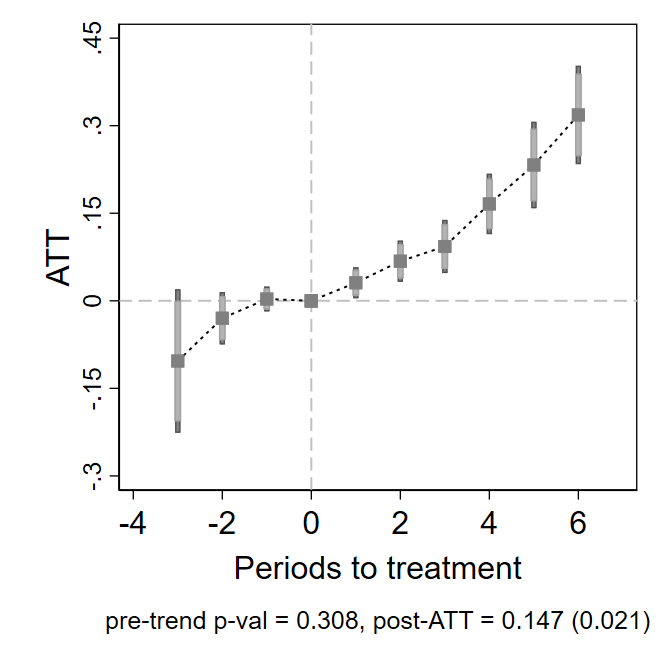 ATT
.45
.3
.15
0
-.15
-.3
-4 -2 0 2 4 6
Periods to treatment
pre-trend p-val = 0.308, post-ATT = 0.147 (0.021)